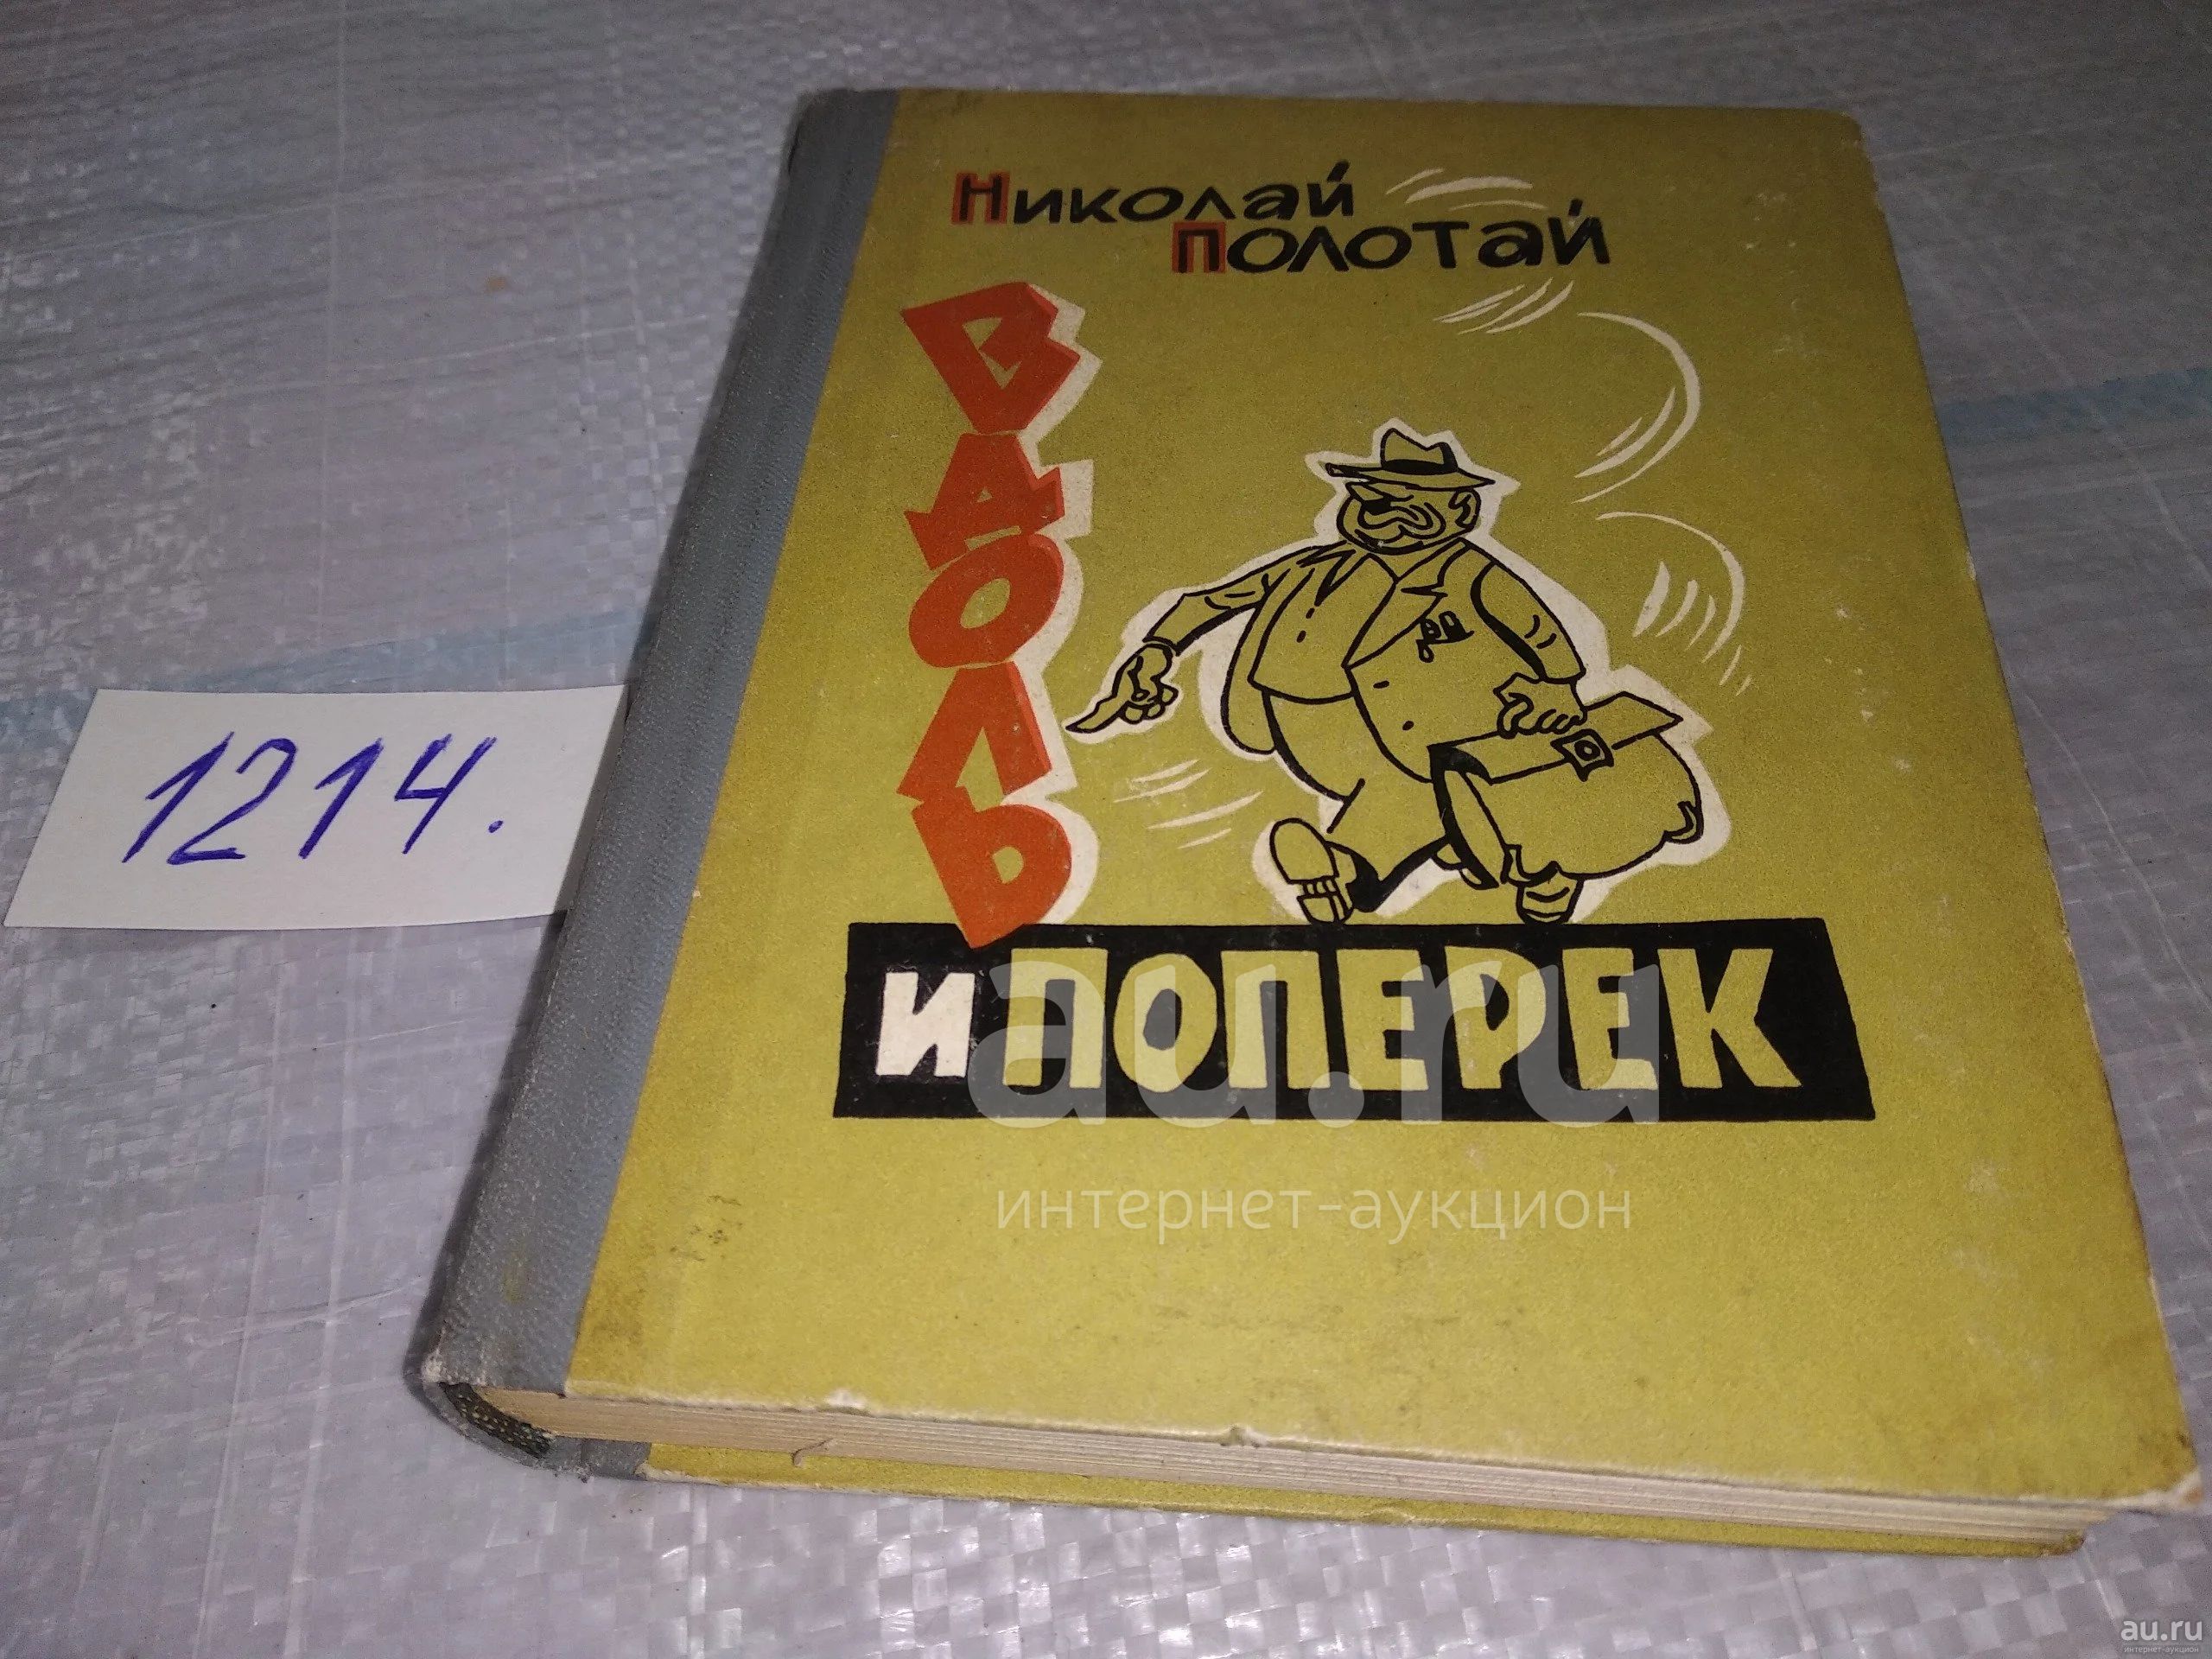 Николай
Полотай
ВДОЛЬ
и ПОПЕРЕК
1214.
au.ru
интернет-аукцион
au.ru
интернет-аукцион